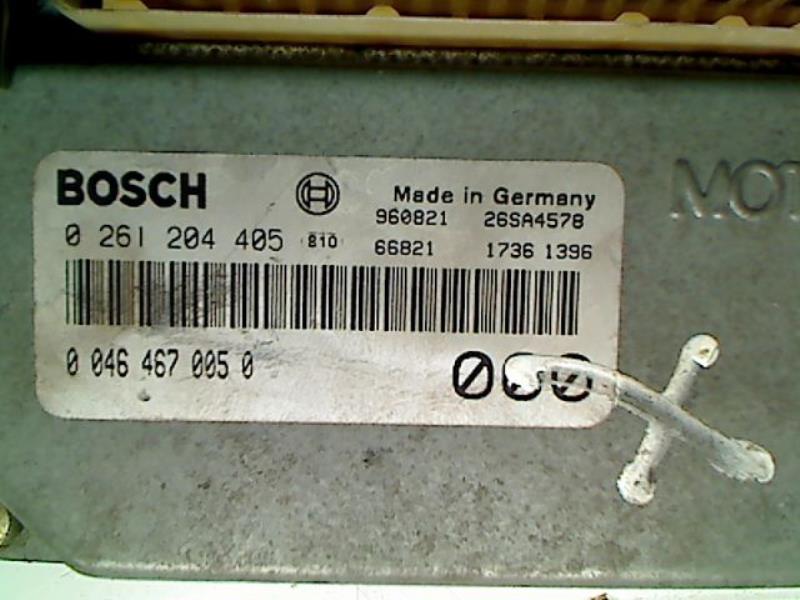 BOSCH
Made in Germany
960821 26SA4578
0 261 204 405 810
66821 1736 1396
0 046 467 005 0
MOT